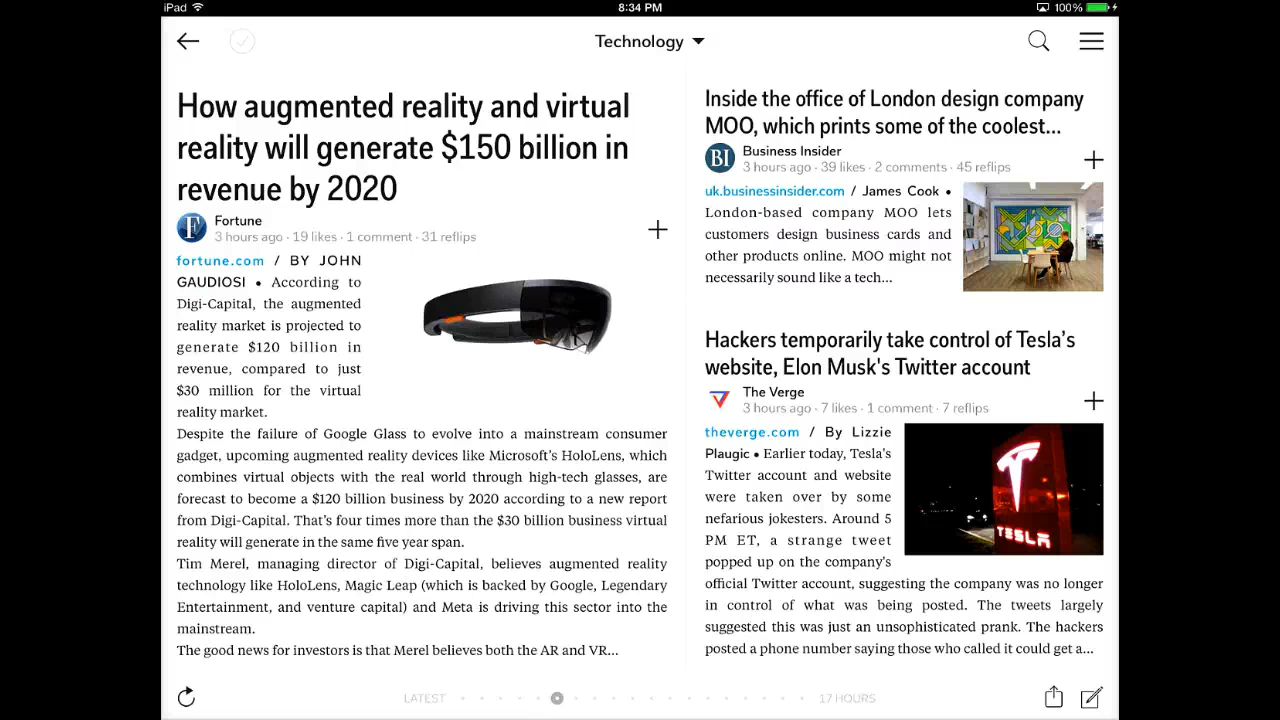 iPad
8:34 PM
100%
Technology
How augmented reality and virtual
reality will generate $150 billion in
revenue by 2020
Fortune
3 hours ago · 19 likes · 1 comment · 31 reflips
fortune.com / BY JOHN
GAUDIOSI • According to
Digi-Capital, the augmented
reality market is projected to
generate $120 billion in
revenue, compared to just
$30 million for the virtual
reality market.
Despite the failure of Google Glass to evolve into a mainstream consumer
gadget, upcoming augmented reality devices like Microsoft's HoloLens, which
combines virtual objects with the real world through high-tech glasses, are
forecast to become a $120 billion business by 2020 according to a new report
from Digi-Capital. That's four times more than the $30 billion business virtual
reality will generate in the same five year span.
Tim Merel, managing director of Digi-Capital, believes augmented reality
technology like HoloLens, Magic Leap (which is backed by Google, Legendary
Entertainment, and venture capital) and Meta is driving this sector into the
mainstream.
The good news for investors is that Merel believes both the AR and VR...
Inside the office of London design company
MOO, which prints some of the coolest...
BI
Business Insider
3 hours ago · 39 likes · 2 comments · 45 reflips
uk.businessinsider.com / James Cook •
London-based company MOO lets
customers design business cards and
other products online. MOO might not
necessarily sound like a tech...
Hackers temporarily take control of Tesla's
website, Elon Musk's Twitter account
The Verge
3 hours ago · 7 likes · 1 comment · 7 reflips
theverge.com / By Lizzie
Plaugic • Earlier today, Tesla's
Twitter account and website
were taken over by some
nefarious jokesters. Around 5
PM ET, a strange tweet
popped up on the company's
official Twitter account, suggesting the company was no longer
in control of what was being posted. The tweets largely
suggested this was just an unsophisticated prank. The hackers
posted a phone number saying those who called it could get a...
TESLA
LATEST
17 HOURS